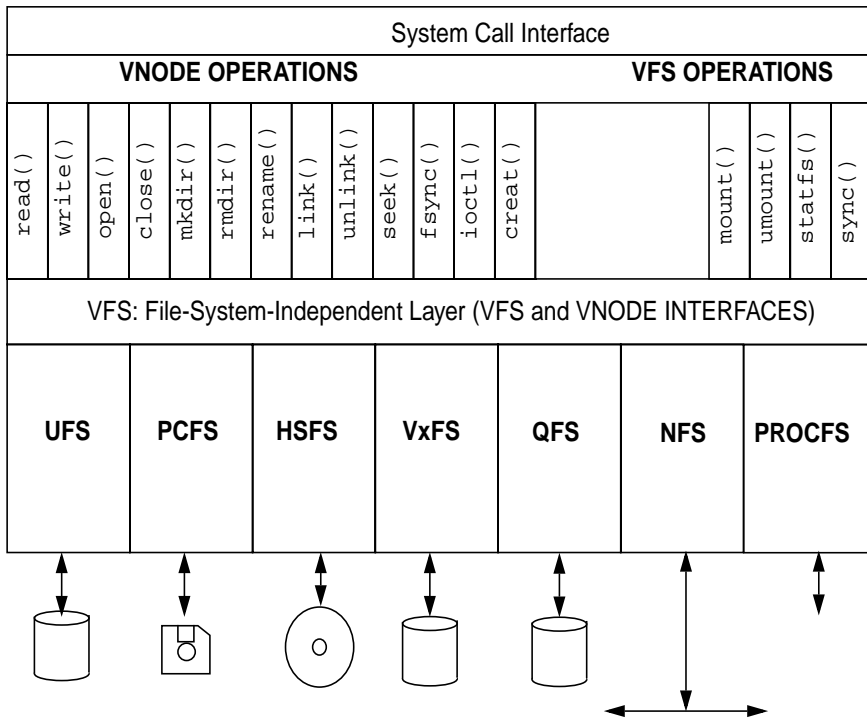 System Call Interface
VNODE OPERATIONS
VFS OPERATIONS
read()
write()
open()
close()
mkdir()
rmdir()
rename()
link()
unlink()
seek()
fsync()
ioctl()
creat()
mount()
umount()
statfs()
sync()
VFS: File-System-Independent Layer (VFS and VNODE INTERFACES)
UFS
PCFS
HSFS
VxFS
QFS
NFS
PROCFS